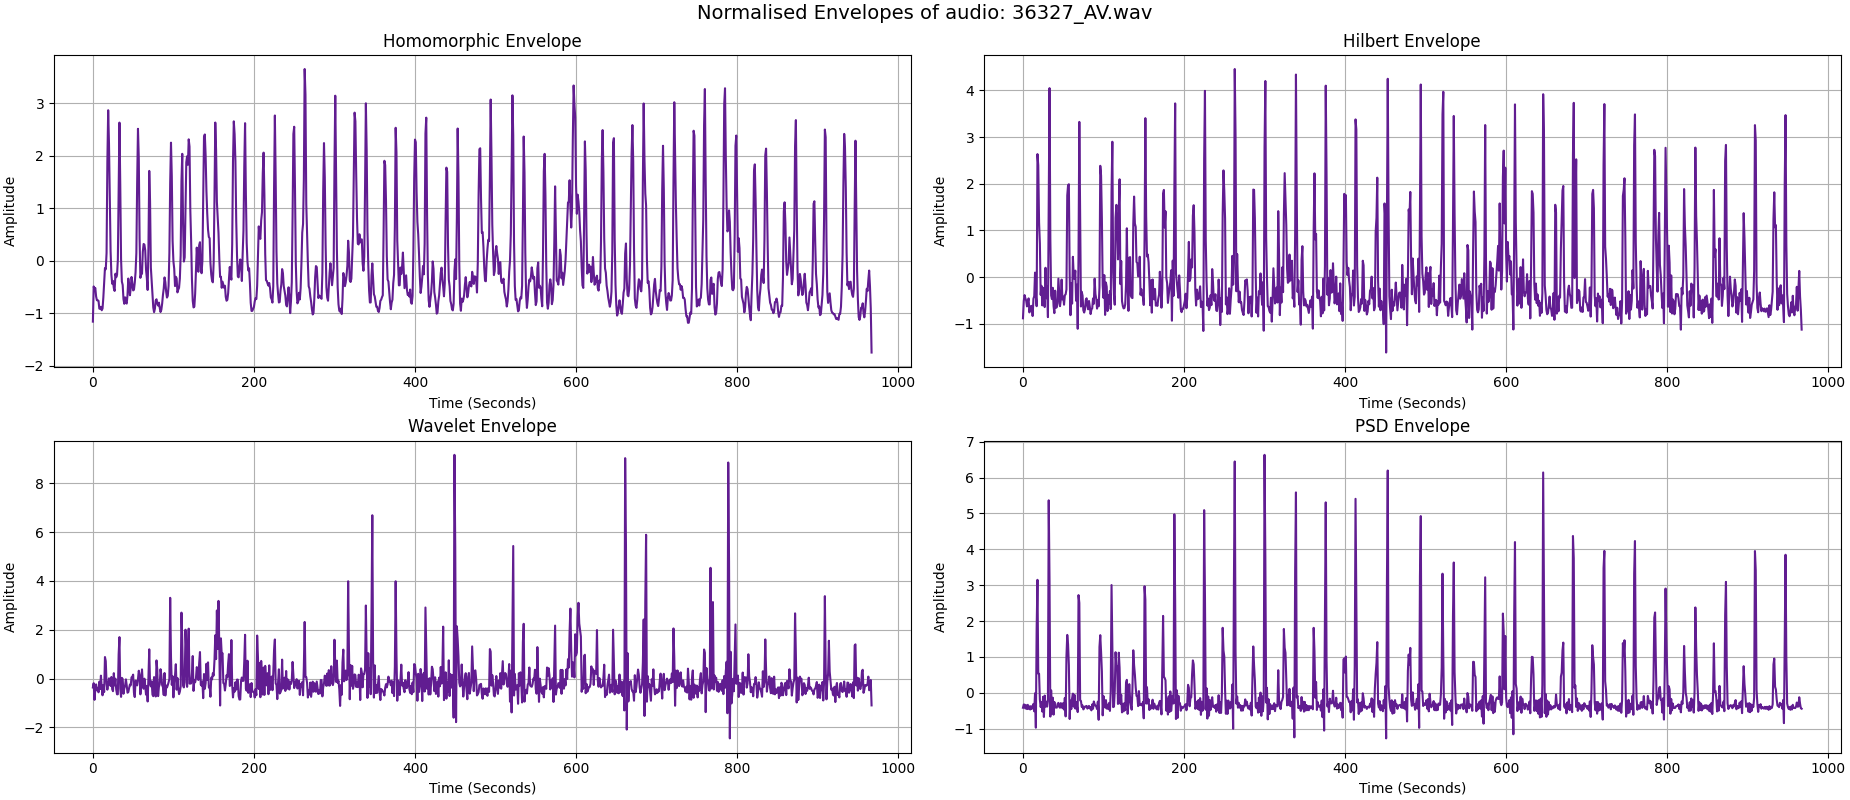 Normalised Envelopes of audio: 36327_AV.wav
Homomorphic Envelope
Amplitude
3
2
1
0
−1
−2
0 200 400 600 800 1000
Time (Seconds)
Hilbert Envelope
Amplitude
4
3
2
1
0
−1
0 200 400 600 800 1000
Time (Seconds)
Wavelet Envelope
Amplitude
8
6
4
2
0
−2
0 200 400 600 800 1000
Time (Seconds)
PSD Envelope
Amplitude
7
6
5
4
3
2
1
0
−1
0 200 400 600 800 1000
Time (Seconds)